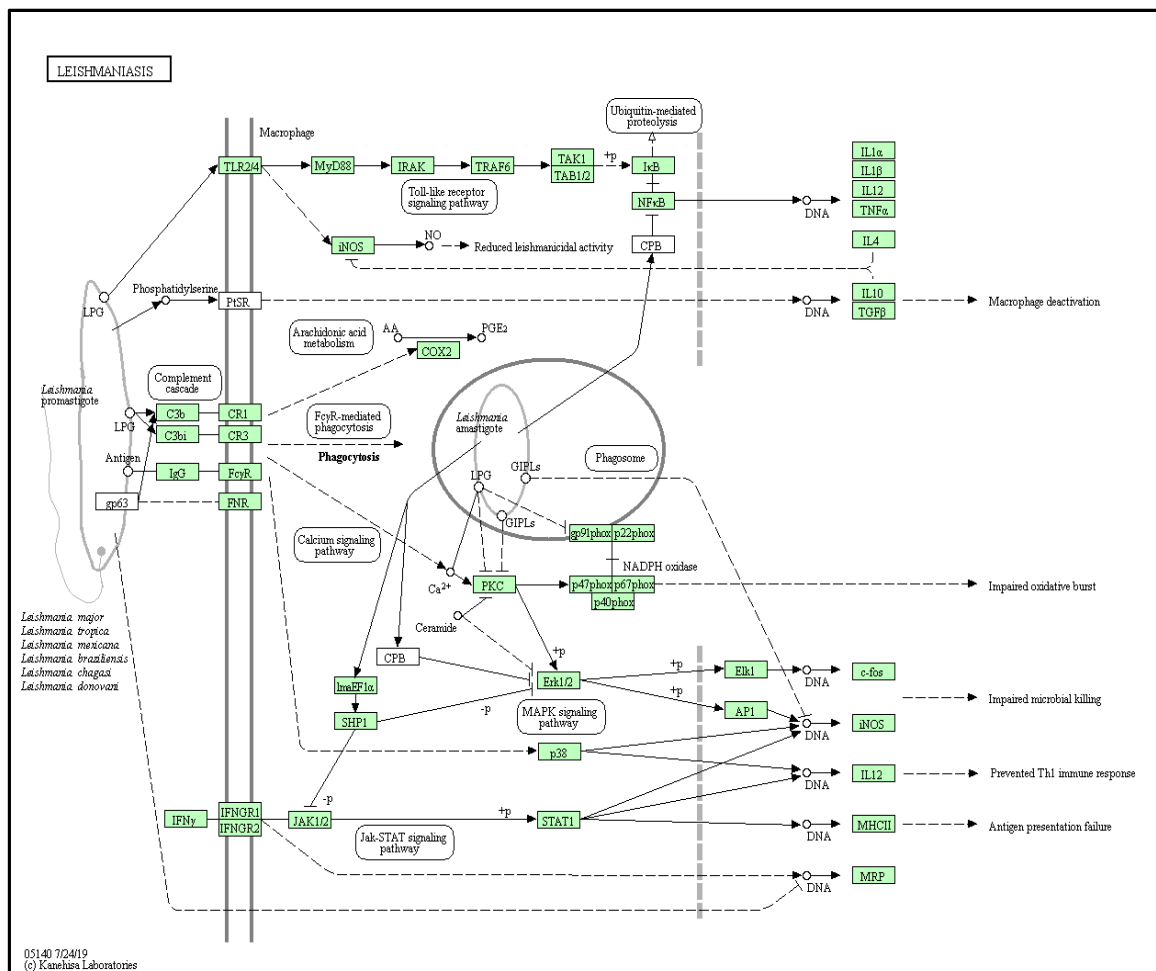 LEISHMANIASIS
Macrophage
Ubiquitin-mediated
proteolysis
TLR2/4
MyD88
IRAK
TRAF6
TAK1
TAB1/2
+p
IκB
Toll-like receptor
signaling pathway
NFκB
DNA
IL1α
IL1β
IL12
TNFα
iNOS
NO
Reduced leishmanicidal activity
CPB
IL4
LPG
Phosphatidylserine
PtSR
DNA
IL10
TGFβ
Macrophage deactivation
Arachidonic acid
metabolism
AA
PGE2
COX2
Leishmania
promastigote
Complement
cascade
LPG
C3b
CR1
C3bi
CR3
FcγR-mediated
phagocytosis
Phagocytosis
Leishmania
amastigote
Phagosome
Antigen
IgG
FcγR
gp63
FNR
LPG
GIPLs
GIPLs
Calcium signaling
pathway
gp91phox
p22phox
NADPH oxidase
Ca2+
PKC
p47phox
p67phox
p40phox
Impaired oxidative burst
Ceramide
Leishmania major
Leishmania tropica
Leishmania mexicana
Leishmania braziliensis
Leishmania chagasi
Leishmania donovani
CPB
+p
lmaEF1α
Erk1/2
+p
Elk1
DNA
c-fos
SHP1
-p
MAPK signaling
pathway
+p
AP1
DNA
iNOS
Impaired microbial killing
p38
DNA
IL12
Prevented Th1 immune response
IFNγ
IFNGR1
IFNGR2
-p
JAK1/2
+p
STAT1
Jak-STAT signaling
pathway
DNA
MHCII
Antigen presentation failure
DNA
MRP
05140 7/24/19
(c) Kanehisa Laboratories